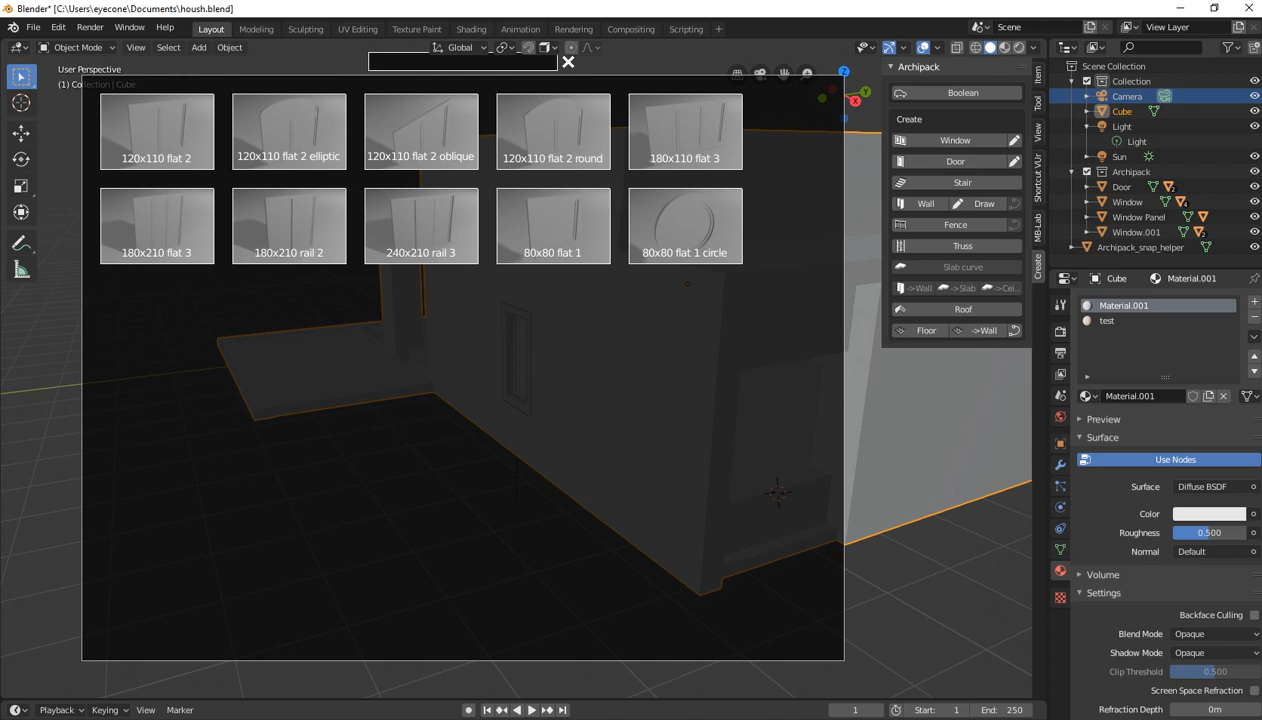 Blender* [C:\Users\eyecone\Documents\housh.blend]
File Edit Render Window Help Layout Modeling Sculpting UV Editing Texture Paint Shading Animation Rendering Compositing Scripting + Scene View Layer
Object Mode View Select Add Object Global
User Perspective
(1) Co
ction | Cube
120x110 flat 2
120x110 flat 2 elliptic
120x110 flat 2 oblique
120x110 flat 2 round
180x110 flat 3
180x210 flat 3
180x210 rail 2
240x210 rail 3
80x80 flat 1
80x80 flat 1 circle
Z
Y
X
Archipack
Boolean
Create
Window
Door
Stair
Wall Draw
Fence
Truss
Slab curve
->Wall ->Slab ->Cei..
Roof
Floor ->Wall
Item
Tool
View
Shortcut VUr
MB-Lab
Create
Scene Collection
Collection
Camera
Cube
Light
Light
Sun
Archipack
Door 2
Window 4
Window Panel
Window.001 2
Archipack_snap_helper
Cube Material.001
Material.001
test
Material.001
Preview
Surface
Use Nodes
Surface Diffuse BSDF
Color
Roughness 0.500
Normal Default
Volume
Settings
Backface Culling
Blend Mode Opaque
Shadow Mode Opaque
Clip Threshold 0.500
Screen Space Refraction
Refraction Depth 0m
Playback Keying View Marker 1 Start: 1 End: 250